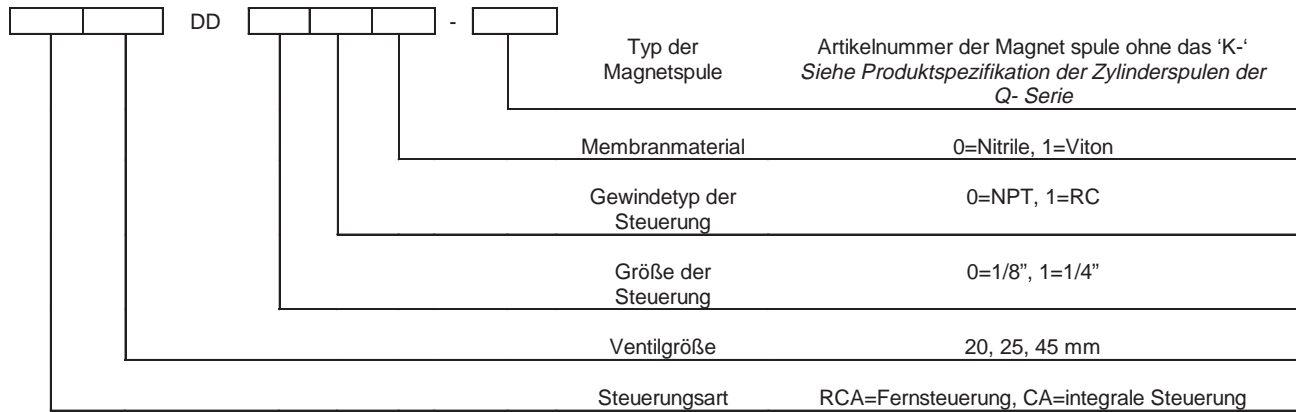 DD -
Typ der Artikelnummer der Magnet spule ohne das 'K-‘
Magnetspule Siehe Produktspezifikation der Zylinderspulen der
Q- Serie
Membranmaterial 0=Nitrile, 1=Viton
Gewindetyp der 0=NPT, 1=RC
Steuerung
Größe der 0=1/8”, 1=1/4”
Steuerung
Ventilgröße 20, 25, 45 mm
Steuerungsart RCA=Fernsteuerung, CA=integrale Steuerung